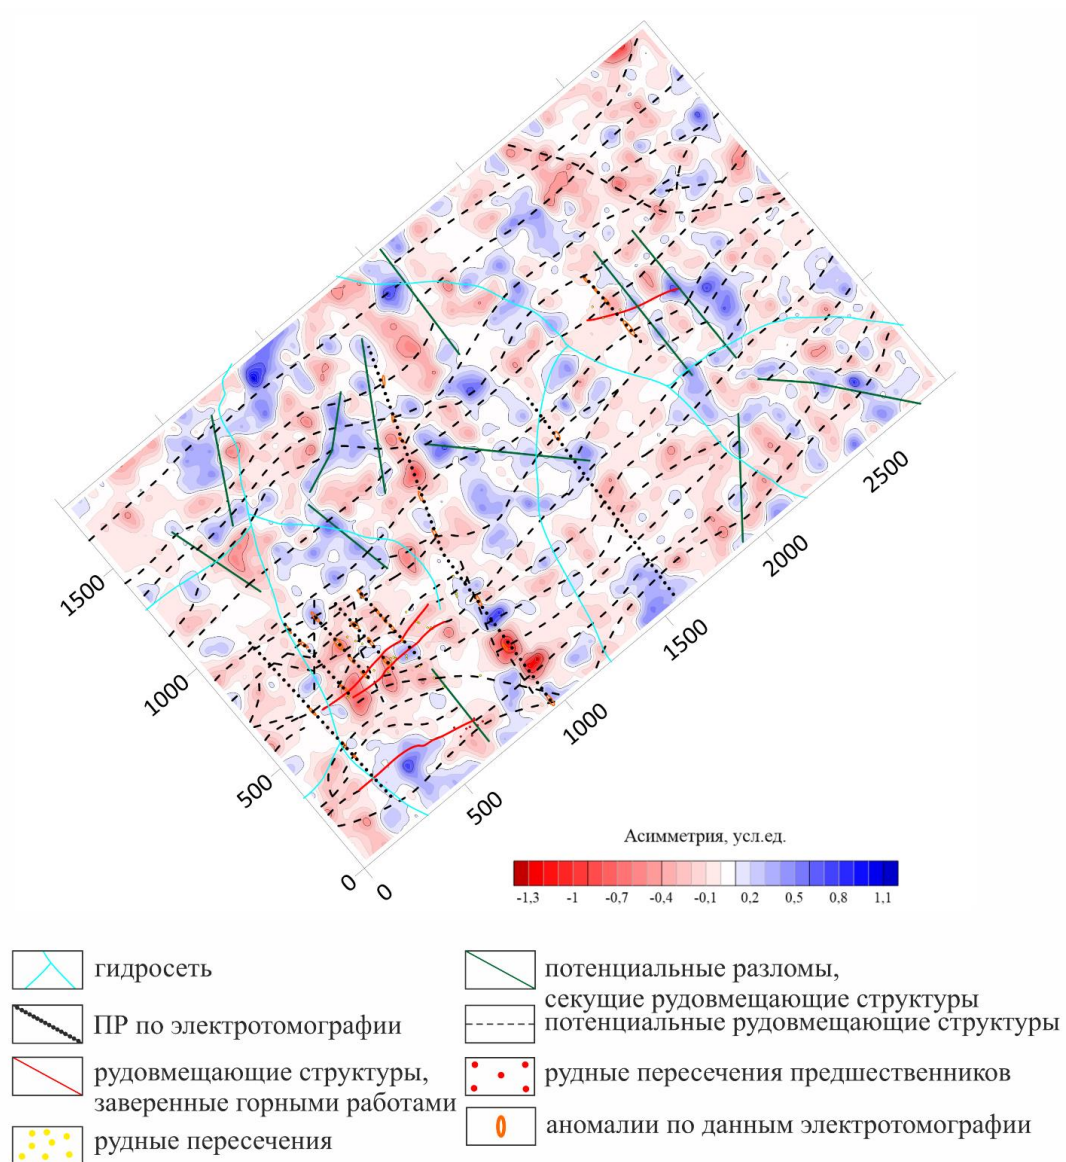 2500
2000
1500
1500
1000
1000
500
500
0
0
Асимметрия, усл.ед.
-1,3 -1 -0,7 -0,4 -0,1 0,2 0,5 0,8 1,1
гидросеть
ПР по электротомографии
рудовмещающие структуры,
заверенные горными работами
рудные пересечения
потенциальные разломы,
секущие рудовмещающие структуры
потенциальные рудовмещающие структуры
рудные пересечения предшественников
аномалии по данным электротомографии